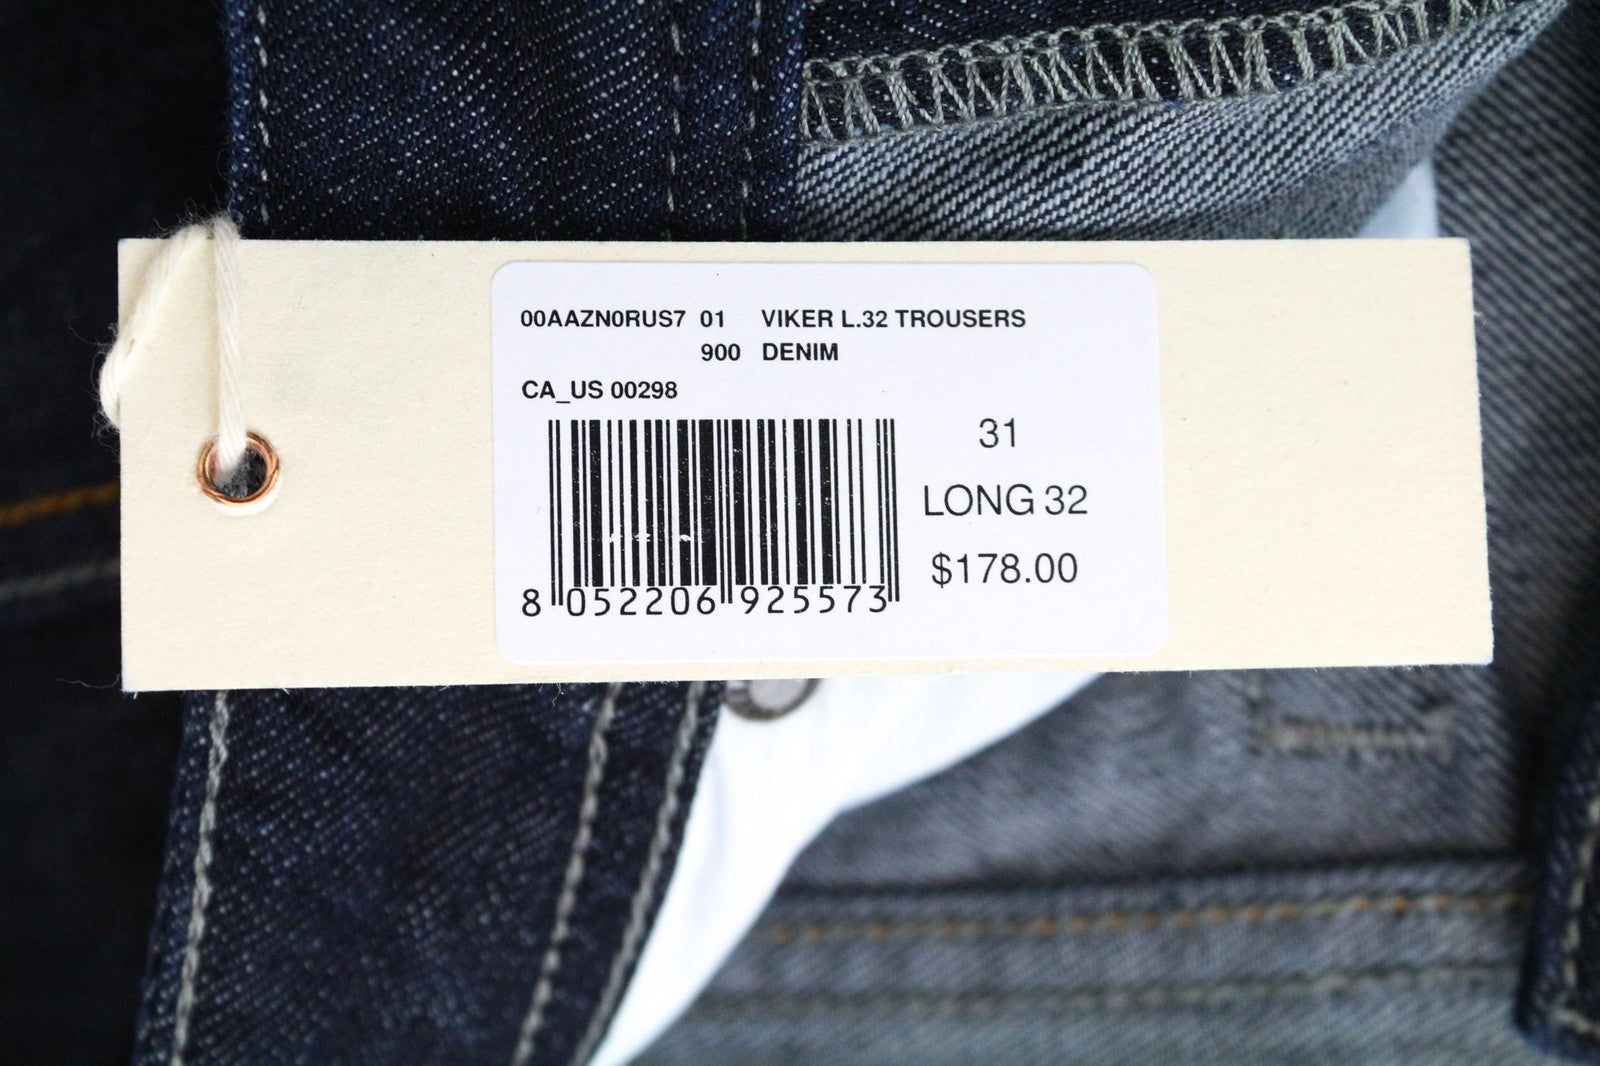 00AAZN0RUS7 01 VIKER L.32 TROUSERS
900 DENIM
CA_US 00298
31
LONG 32
$178.00
8 052206 925573